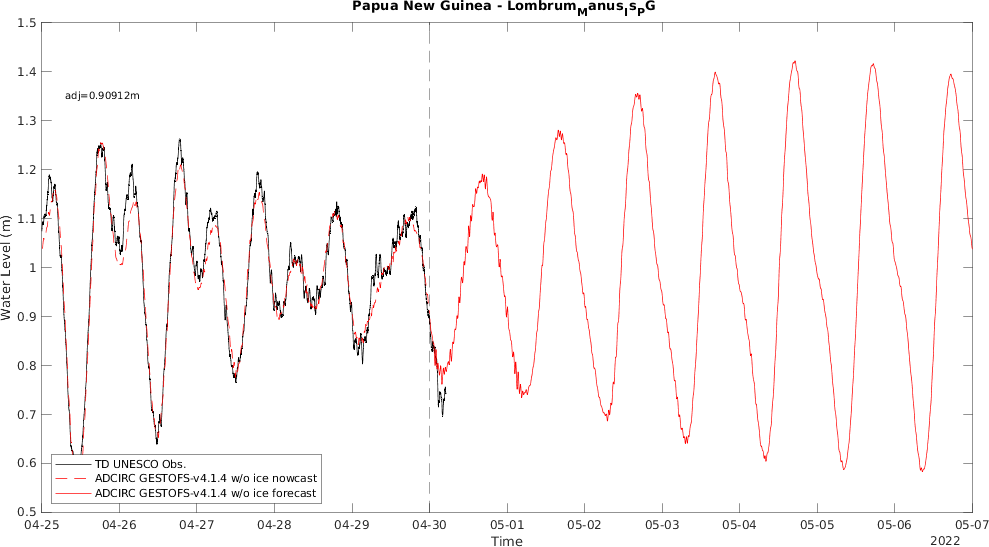 Papua New Guinea - LombrumManusIsPG
1.5
1.4
1.3
1.2
1.1
1
0.9
0.8
0.7
0.6
0.5
Water Level (m)
adj=0.90912m
TD UNESCO Obs.
ADCIRC GESTOFS-v4.1.4 w/o ice nowcast
ADCIRC GESTOFS-v4.1.4 w/o ice forecast
04-25 04-26 04-27 04-28 04-29 04-30 05-01 05-02 05-03 05-04 05-05 05-06 05-07
Time
2022